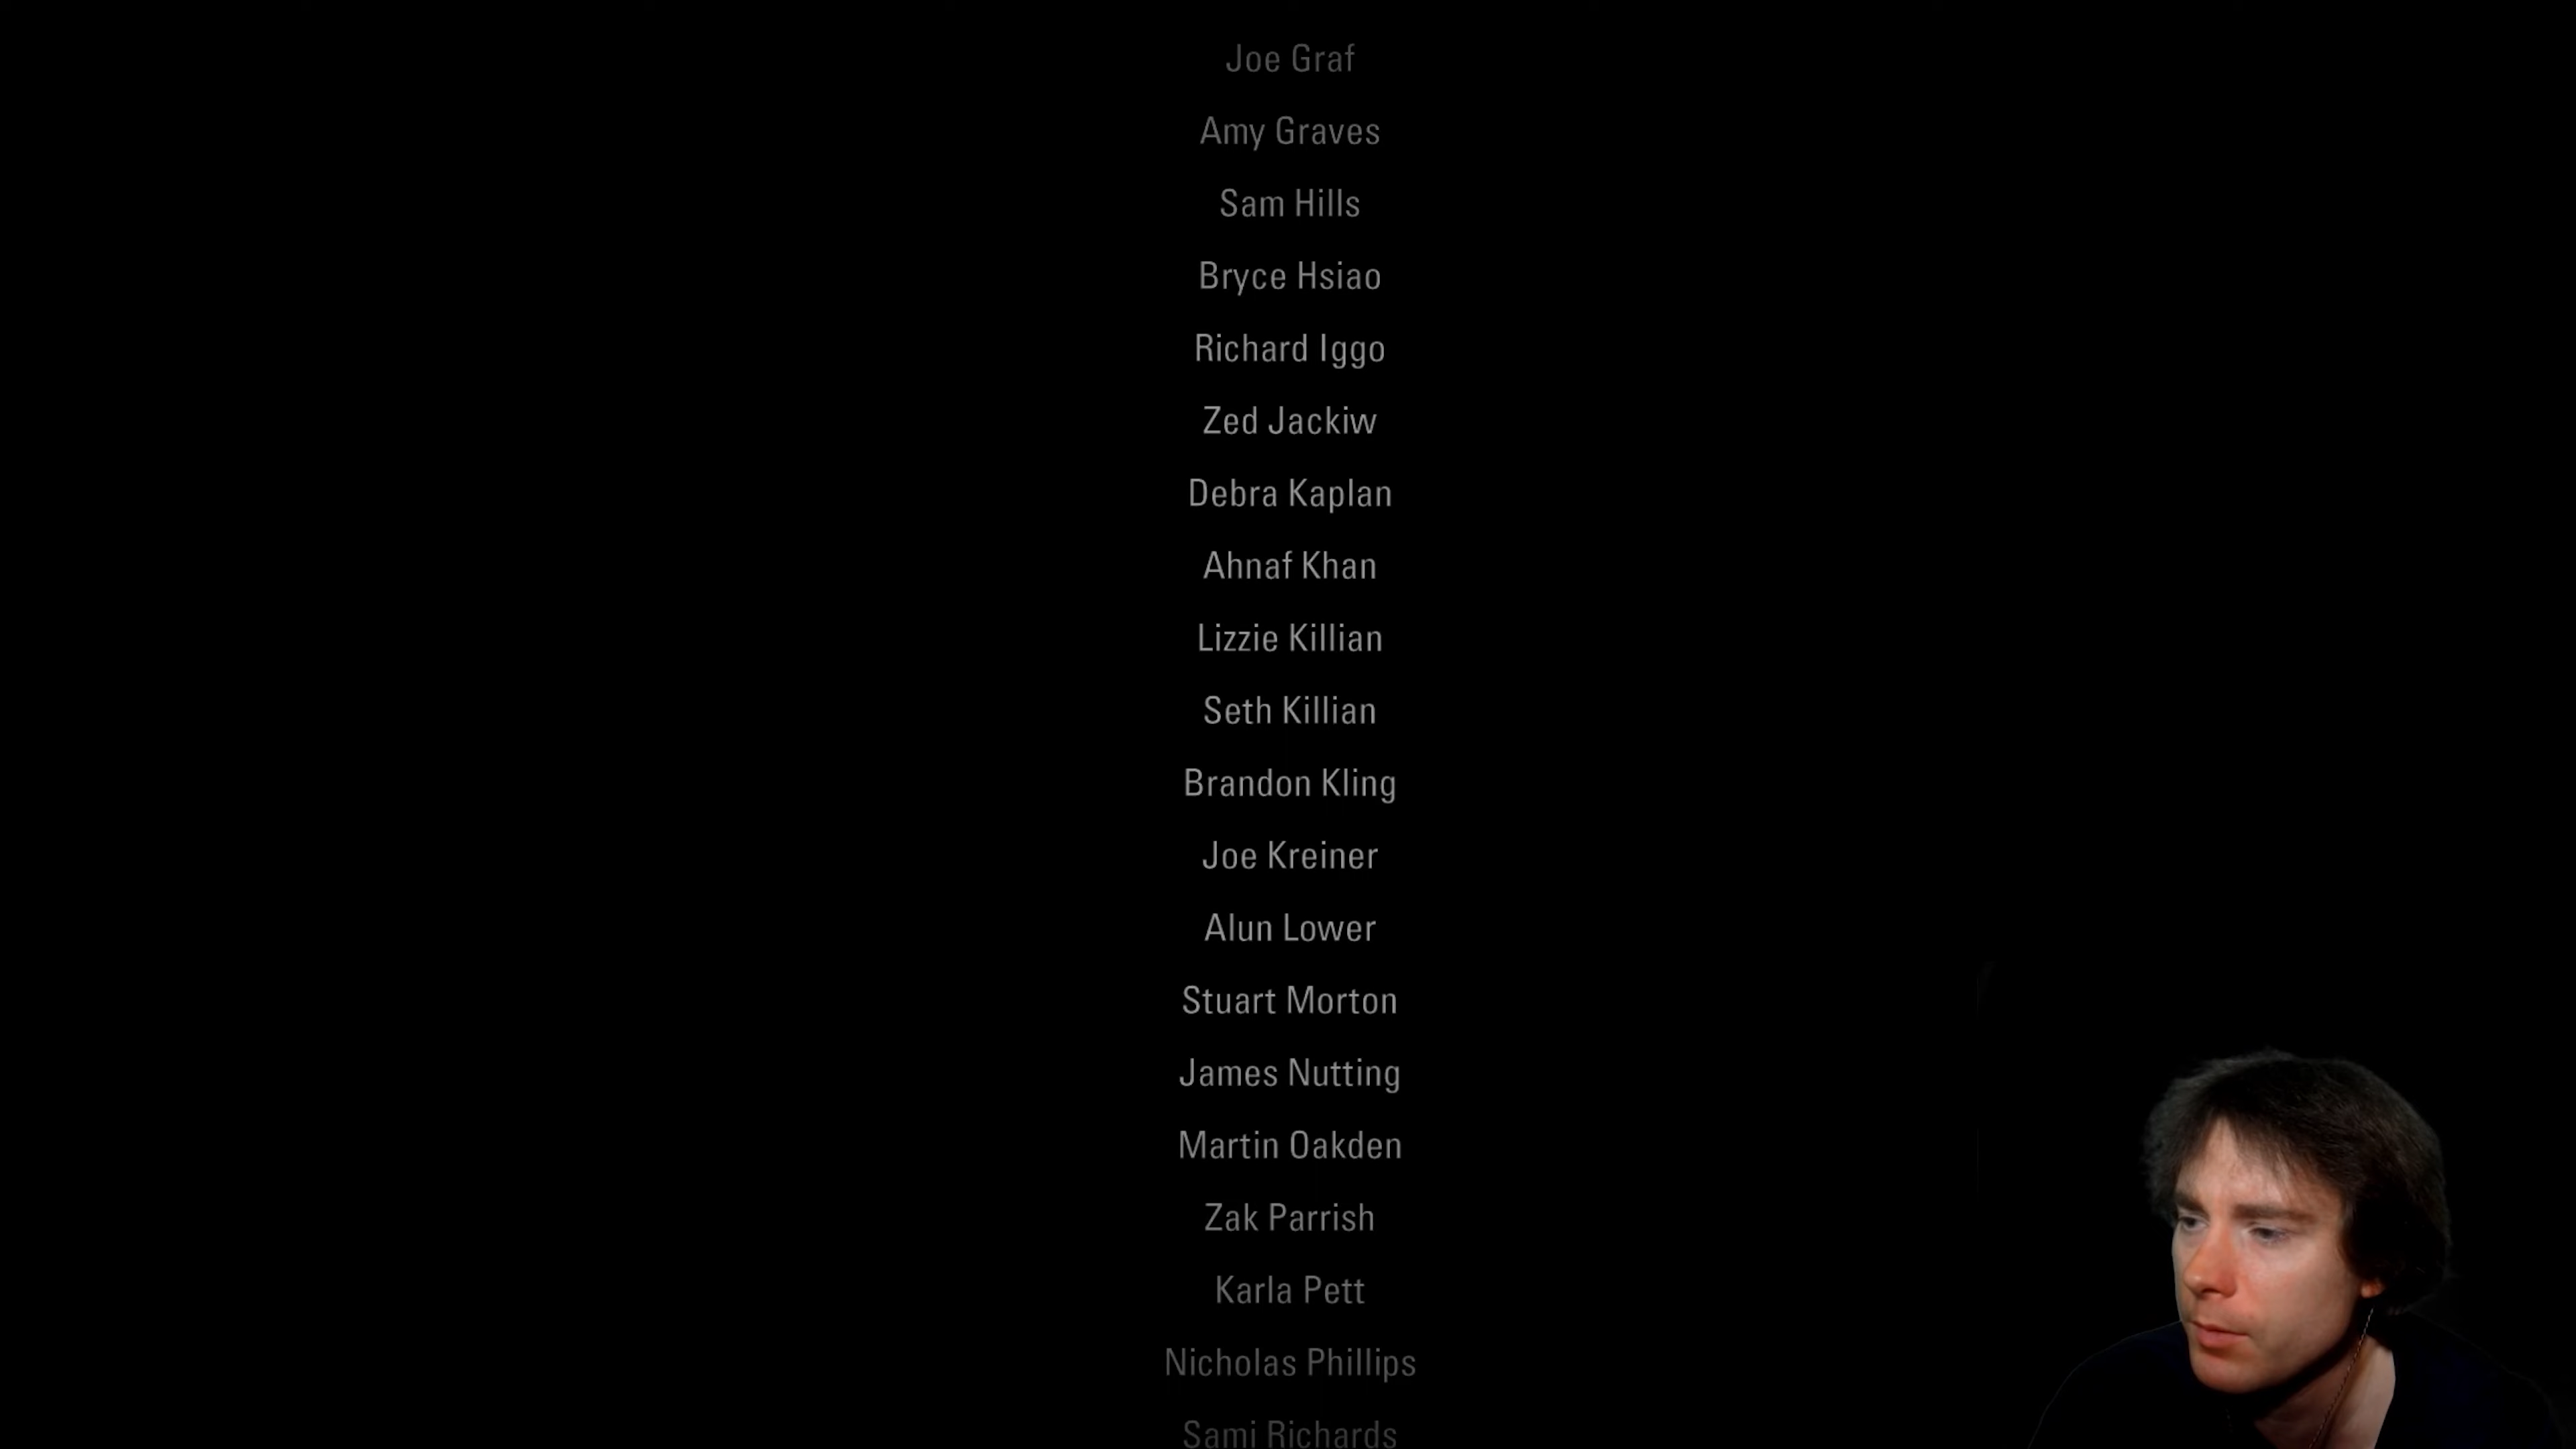 Joe Graf
Amy Graves
Sam Hills
Bryce Hsiao
Richard Iggo
Zed Jackiw
Debra Kaplan
Ahnaf Khan
Lizzie Killian
Seth Killian
Brandon Kling
Joe Kreiner
Alun Lower
Stuart Morton
James Nutting
Martin Oakden
Zak Parrish
Karla Pett
Nicholas Phillips
Sami Richards